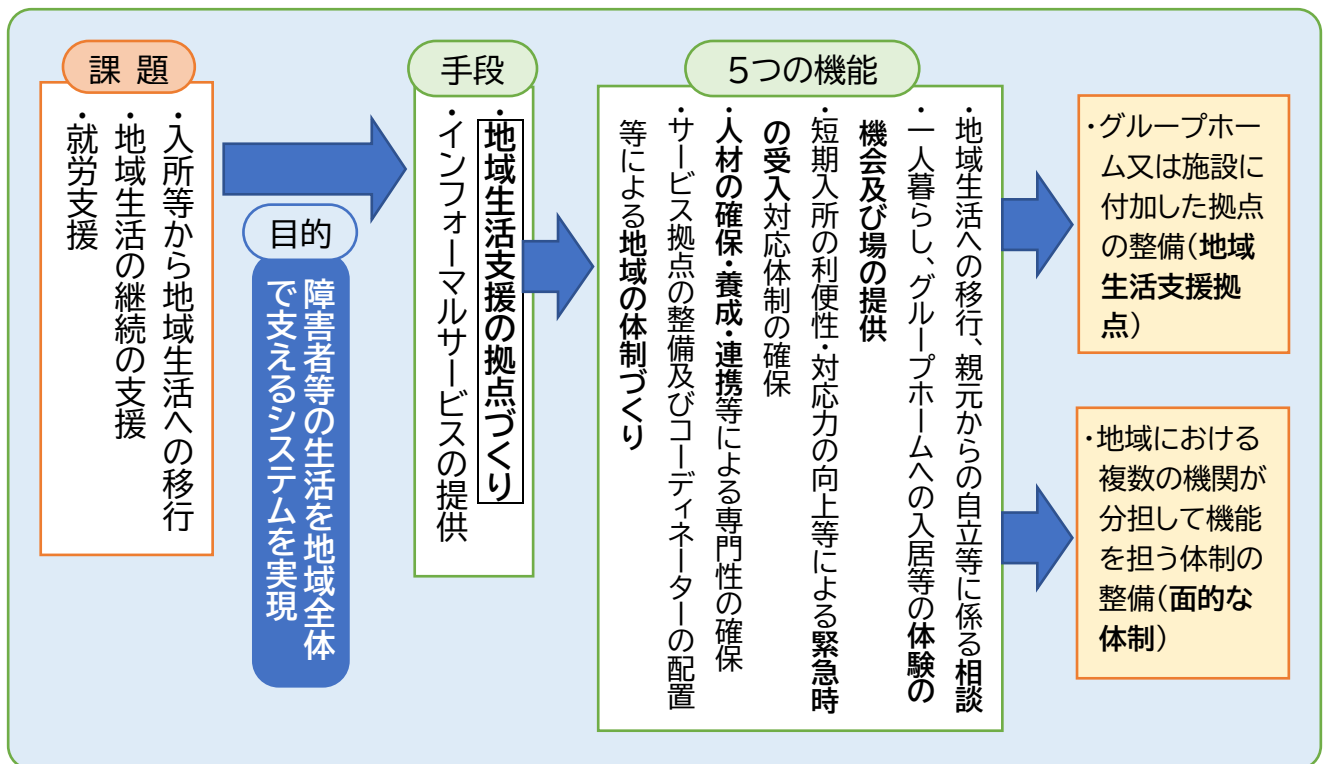 課 題
・入所等から地域生活への移行
・地域生活の継続の支援
・就労支援
目的
障害者等の生活を地域全体
で支えるシステムを実現
手段
・地域生活支援の拠点づくり
・インフォーマルサービスの提供
5つの機能
・地域生活への移行、親元からの自立等に係る相談
・一人暮らし、グループホームへの入居等の体験の
機会及び場の提供
・短期入所の利便性・対応力の向上等による緊急時
の受入対応体制の確保
・人材の確保・養成・連携等による専門性の確保
・サービス拠点の整備及びコーディネーターの配置
等による地域の体制づくり
・グループホー
ム又は施設に
付加した拠点
の整備(地域
生活支援拠
点)
・地域における
複数の機関が
分担して機能
を担う体制の
整備(面的な
体制)